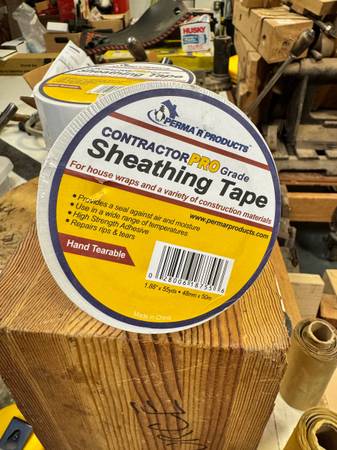 HUSKY
Sheathing Tape
PERMA "R" PRODUCTS
CONTRACTOR PRO Grade
Sheathing Tape
For house wraps and a variety of construction materials
www.permarproducts.com
• Provides a seal against air and moisture
• Use in a wide range of temperatures
• High Strength Adhesive
• Repairs rips & tears
Hand Tearable
1.88" x 55yds • 48mm x 50m
Made in China